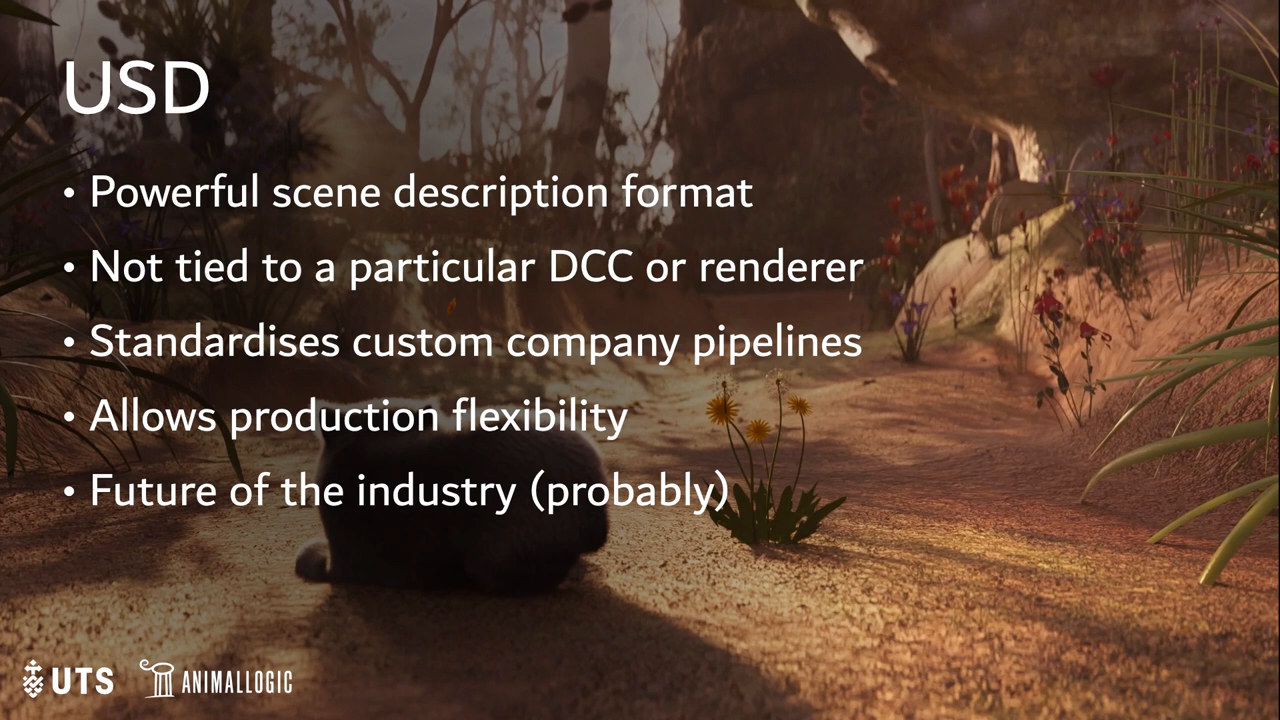 USD
• Powerful scene description format
• Not tied to a particular DCC or renderer
• Standardises custom company pipelines
• Allows production flexibility
• Future of the industry (probably)
UTS ANIMALLOGIC